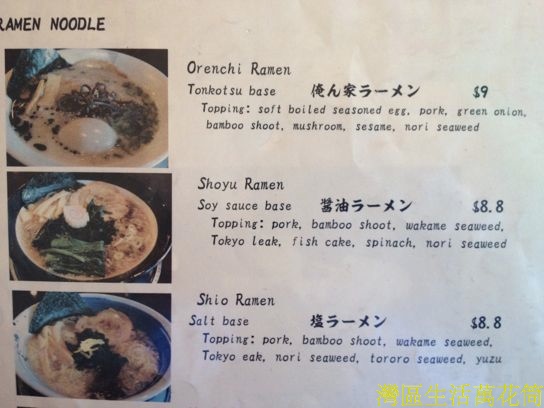 RAMEN NOODLE
Orenchi Ramen
Tonkotsu base 俺ん家ラーメン $9
Topping: soft boiled seasoned egg, pork, green onion,
bamboo shoot, mushroom, sesame, nori seaweed
Shoyu Ramen
Soy sauce base 醤油ラーメン $8.8
Topping: pork, bamboo shoot, wakame seaweed,
Tokyo leak, fish cake, spinach, nori seaweed
Shio Ramen
Salt base 塩ラーメン $8.8
Topping: pork, bamboo shoot, wakame seaweed,
Tokyo eak, nori seaweed, tororo seaweed, yuzu
灣區生活萬花筒